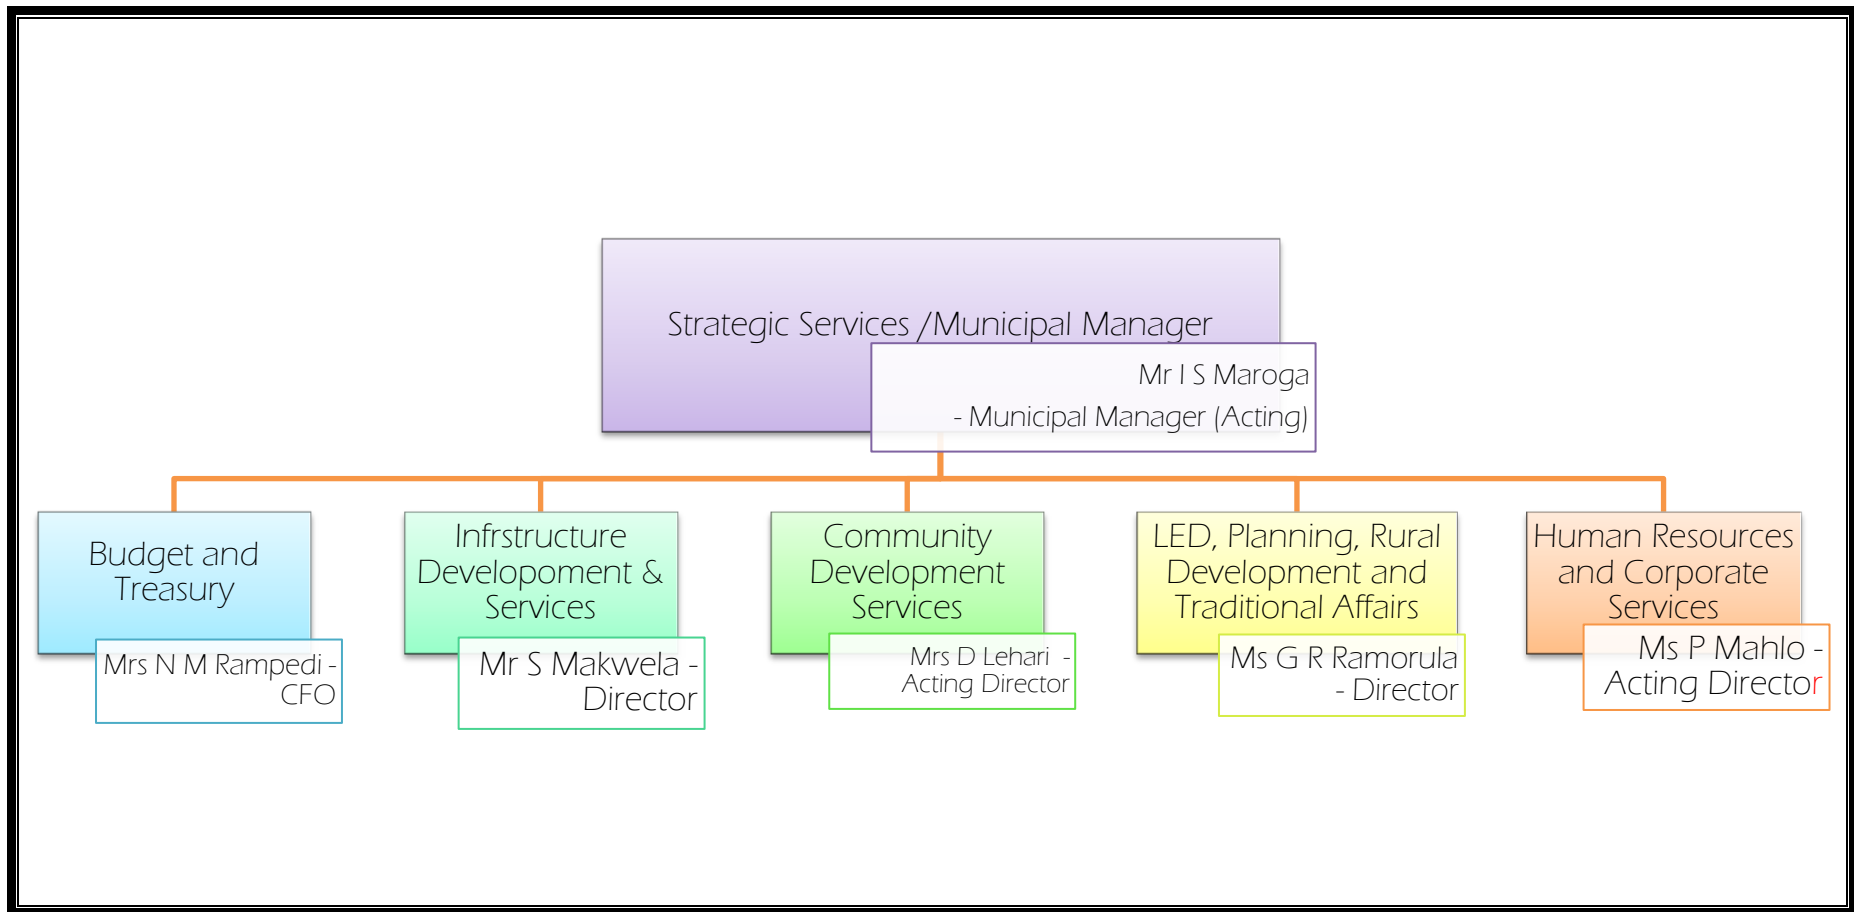 Strategic Services /Municipal Manager
Mr I S Maroga
- Municipal Manager (Acting)
Budget and
Treasury
Mrs N M Rampedi -
CFO
Infrstructure
Developoment &
Services
Mr S Makwela -
Director
Community
Development
Services
Mrs D Lehari -
Acting Director
LED, Planning, Rural
Development and
Traditional Affairs
Ms G R Ramorula
- Director
Human Resources
and Corporate
Services
Ms P Mahlo -
Acting Director